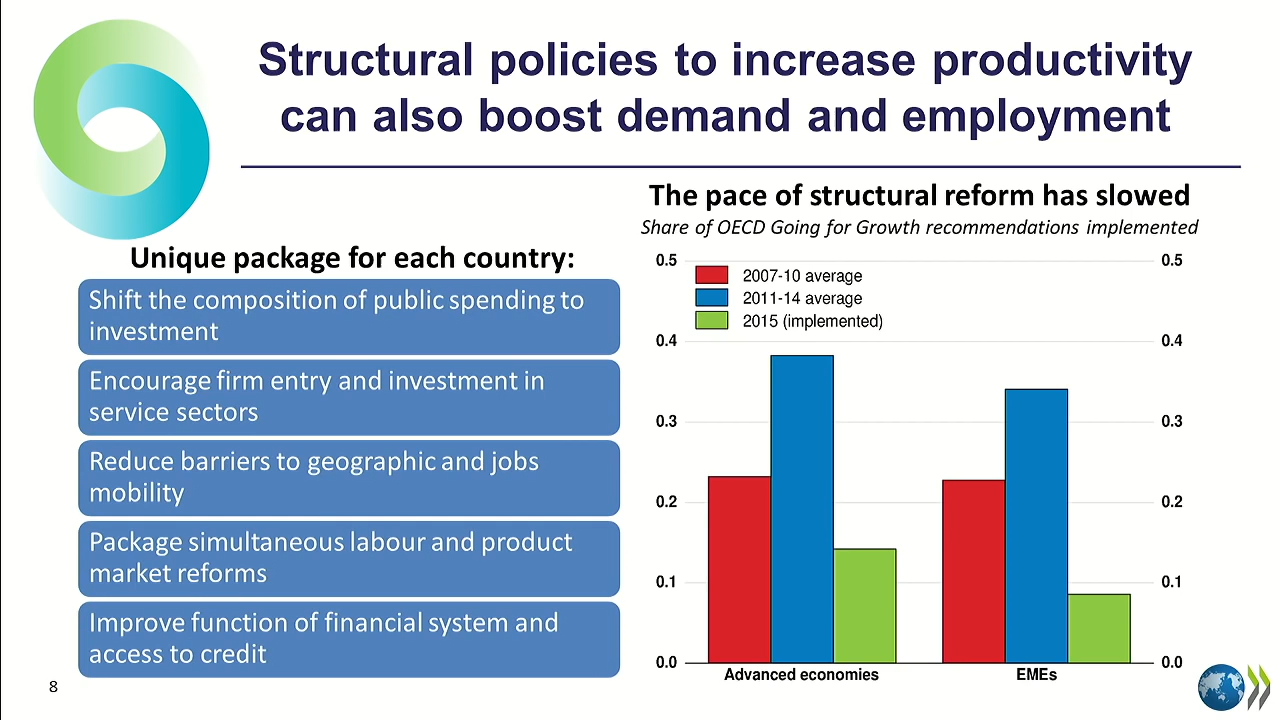 Structural policies to increase productivity
can also boost demand and employment
Unique package for each country:
Shift the composition of public spending to
investment
Encourage firm entry and investment in
service sectors
Reduce barriers to geographic and jobs
mobility
Package simultaneous labour and product
market reforms
Improve function of financial system and
access to credit
The pace of structural reform has slowed
Share of OECD Going for Growth recommendations implemented
0.5 0.5
2007-10 average
2011-14 average
2015 (implemented)
0.4 0.4
0.3 0.3
0.2 0.2
0.1 0.1
0.0 0.0
Advanced economies EMEs
8